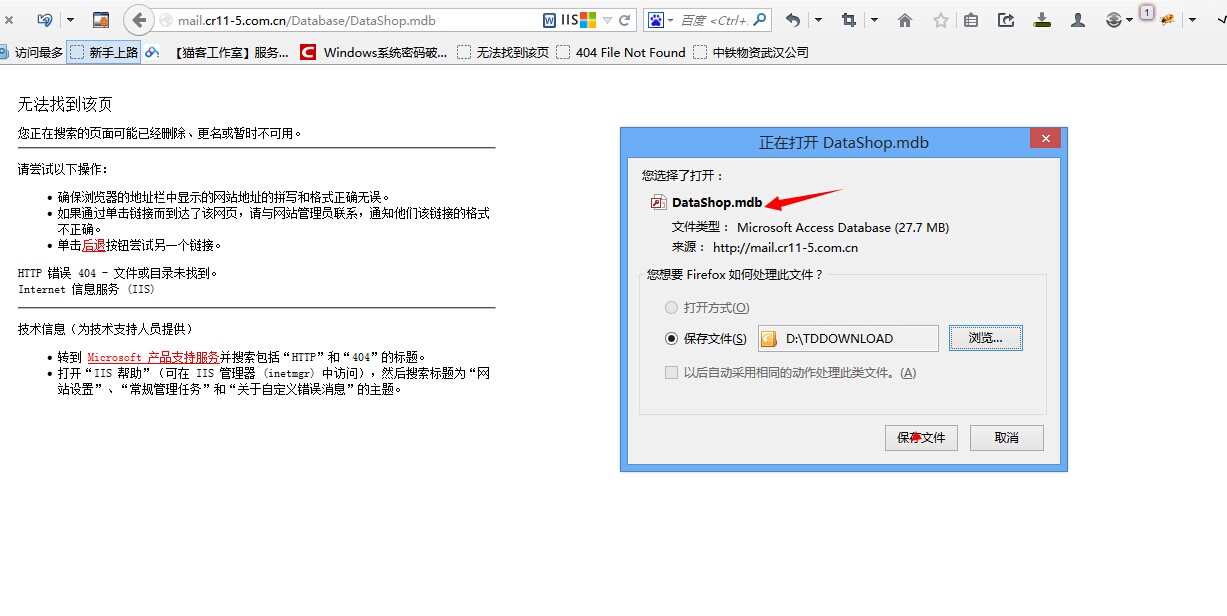 mail.cr11-5.com.cn/Database/DataShop.mdb
IIS
百度 <Ctrl+.
1
访问最多
新手上路
【猫客工作室】服务...
Windows系统密码破...
无法找到该页
404 File Not Found
中铁物资武汉公司
无法找到该页
您正在搜索的页面可能已经删除、更名或暂时不可用。
请尝试以下操作:
• 确保浏览器的地址栏中显示的网站地址的拼写和格式正确无误。
• 如果通过单击链接而到达了该网页，请与网站管理员联系，通知他们该链接的格式
不正确。
• 单击后退按钮尝试另一个链接。
HTTP 错误 404 - 文件或目录未找到。
Internet 信息服务 (IIS)
技术信息（为技术支持人员提供）
• 转到 Microsoft 产品支持服务并搜索包括“HTTP”和“404”的标题。
• 打开“IIS 帮助”（可在 IIS 管理器 (inetmgr) 中访问），然后搜索标题为“网
站设置”、“常规管理任务”和“关于自定义错误消息”的主题。
正在打开 DataShop.mdb
您选择了打开：
DataShop.mdb
文件类型： Microsoft Access Database (27.7 MB)
来源： http://mail.cr11-5.com.cn
您想要 Firefox 如何处理此文件？
打开方式(O)
保存文件(S)
D:\TDDOWNLOAD
浏览...
以后自动采用相同的动作处理此类文件。(A)
保存文件
取消